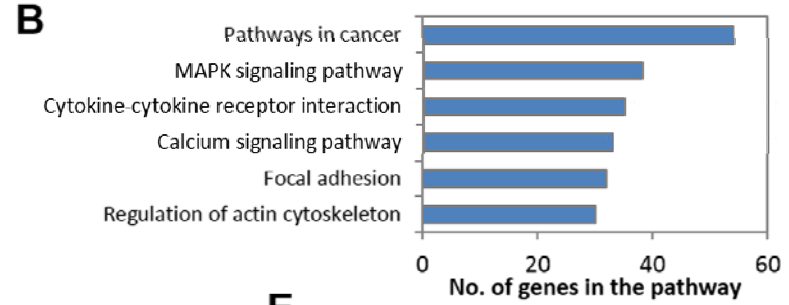 B
Pathways in cancer
MAPK signaling pathway
Cytokine-cytokine receptor interaction
Calcium signaling pathway
Focal adhesion
Regulation of actin cytoskeleton
0 20 40 60
No. of genes in the pathway